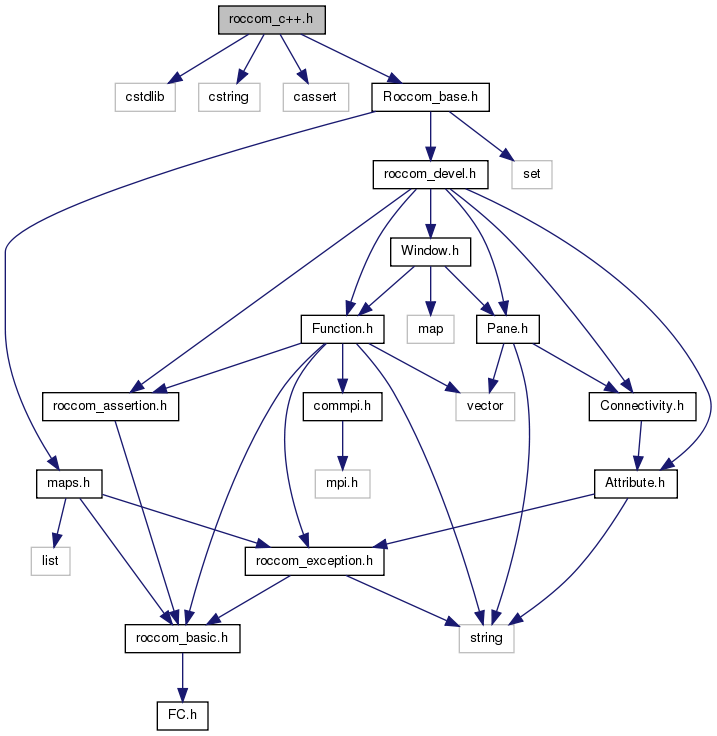 roccom_c++.h
cstdlib
cstring
cassert
Roccom_base.h
roccom_devel.h
set
Window.h
Function.h
map
Pane.h
roccom_assertion.h
commpi.h
vector
Connectivity.h
maps.h
mpi.h
Attribute.h
list
roccom_exception.h
roccom_basic.h
string
FC.h